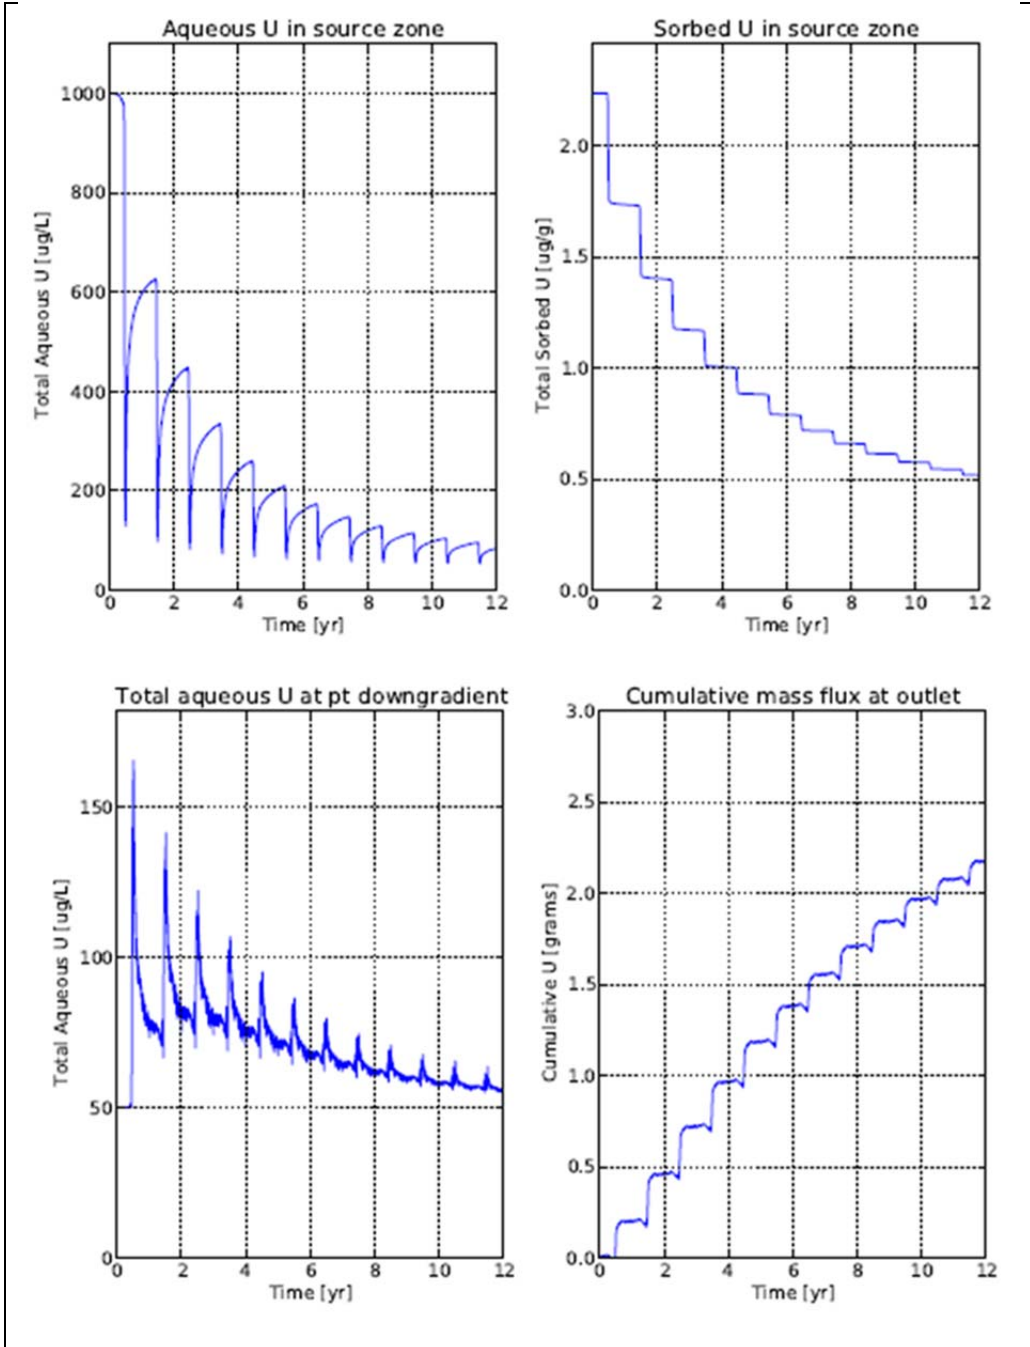 Aqueous U in source zone
Total Aqueous U [ug/L]
1000
800
600
400
200
0
0 2 4 6 8 10 12
Time [yr]
Sorbed U in source zone
Total Sorbed U [ug/g]
2.0
1.5
1.0
0.5
0.0
0 2 4 6 8 10 12
Time [yr]
Total aqueous U at pt downgradient
Total Aqueous U [ug/L]
150
100
50
0
0 2 4 6 8 10 12
Time [yr]
Cumulative mass flux at outlet
Cumulative U [grams]
3.0
2.5
2.0
1.5
1.0
0.5
0.0
0 2 4 6 8 10 12
Time [yr]